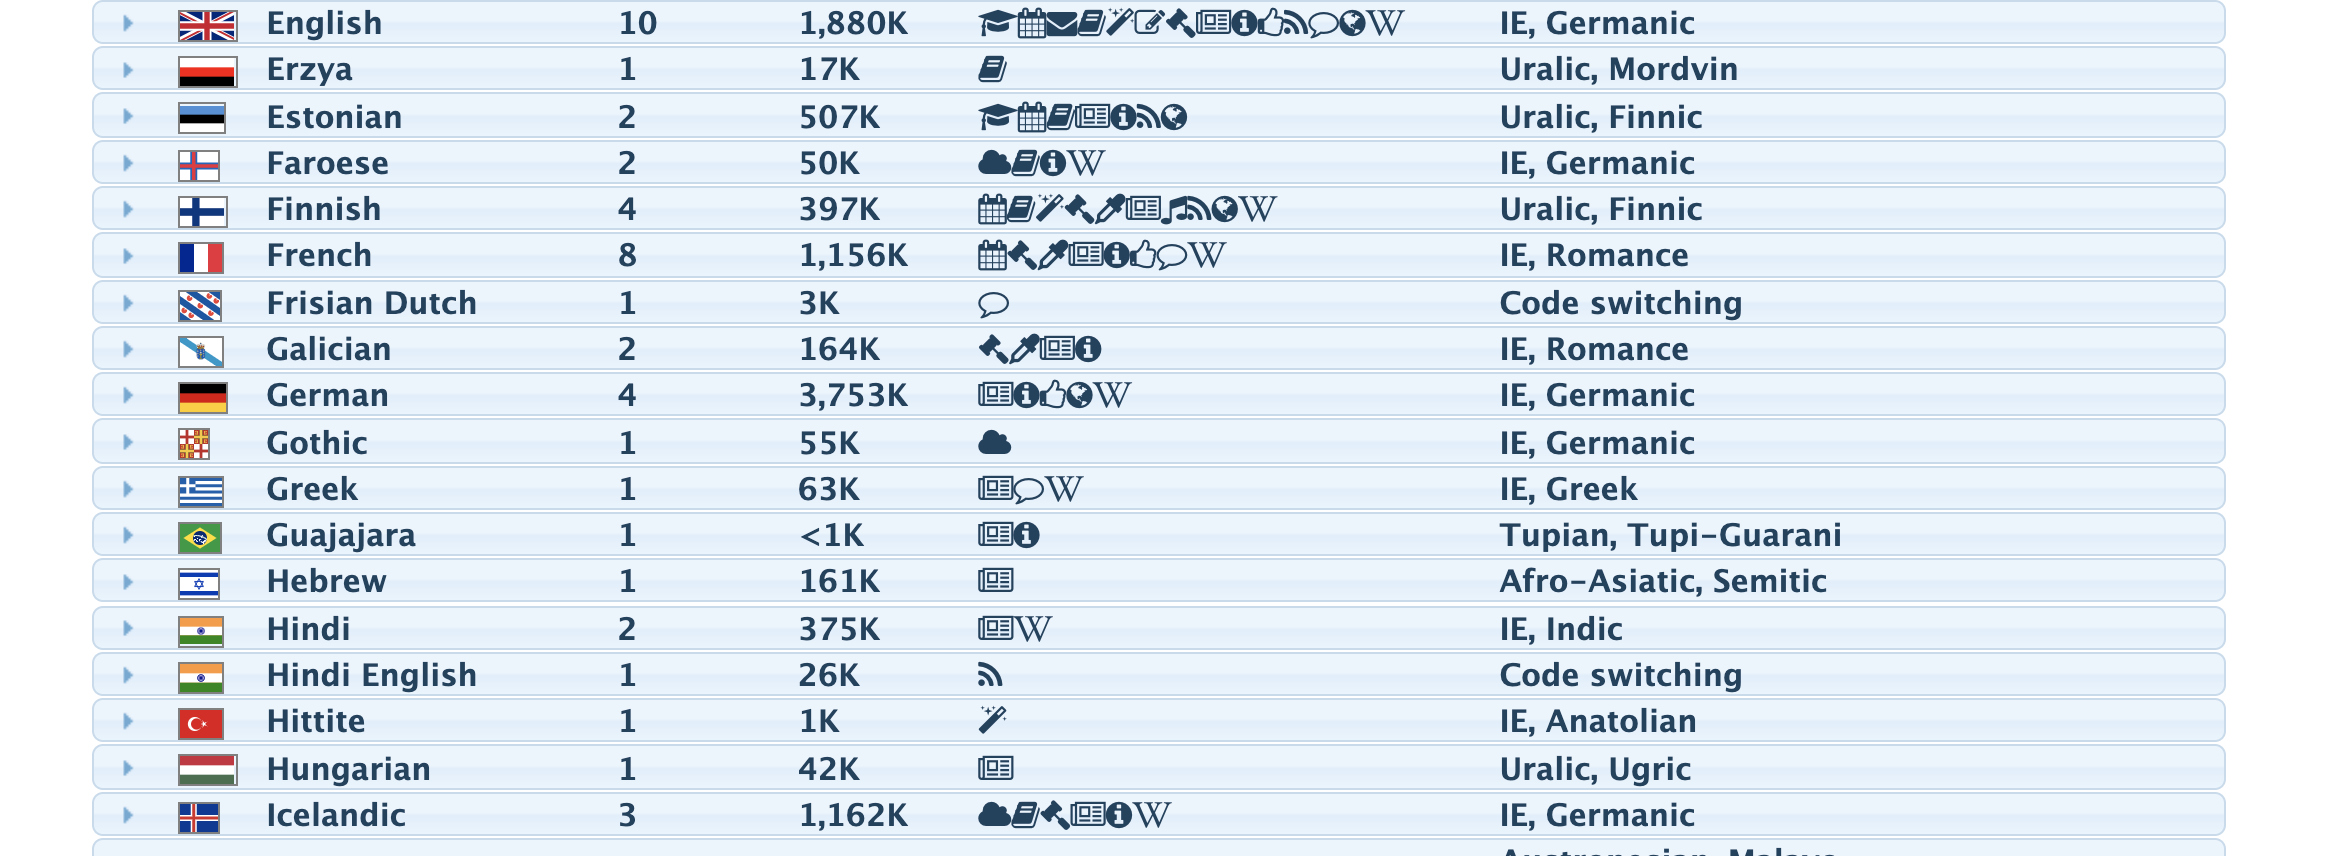 English 10 1,880K W IE, Germanic
Erzya 1 17K Uralic, Mordvin
Estonian 2 507K Uralic, Finnic
Faroese 2 50K W IE, Germanic
Finnish 4 397K W Uralic, Finnic
French 8 1,156K W IE, Romance
Frisian Dutch 1 3K Code switching
Galician 2 164K IE, Romance
German 4 3,753K W IE, Germanic
Gothic 1 55K IE, Germanic
Greek 1 63K W IE, Greek
Guajajara 1 <1K Tupian, Tupi-Guarani
Hebrew 1 161K Afro-Asiatic, Semitic
Hindi 2 375K W IE, Indic
Hindi English 1 26K Code switching
Hittite 1 1K IE, Anatolian
Hungarian 1 42K Uralic, Ugric
Icelandic 3 1,162K W IE, Germanic